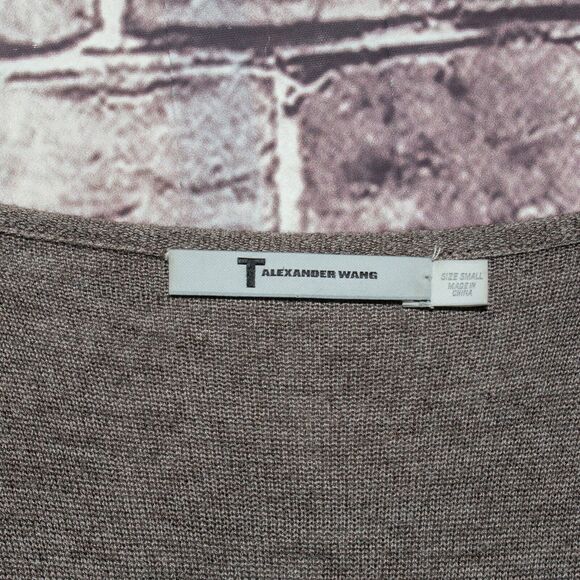 T ALEXANDER WANG
SIZE SMALL
MADE IN
CHINA